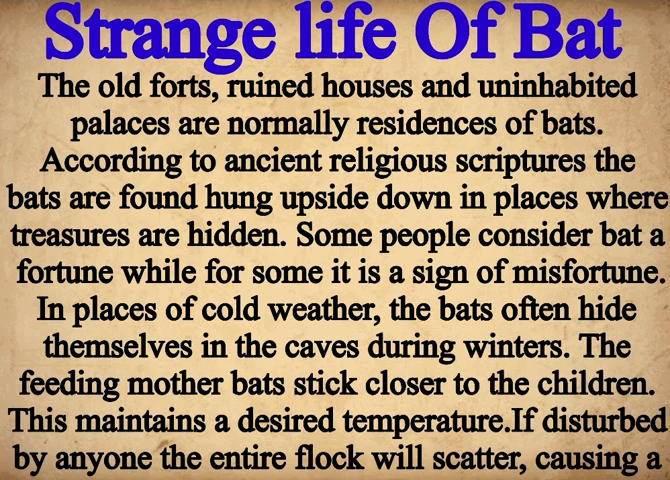 Strange life Of Bat
The old forts, ruined houses and uninhabited
palaces are normally residences of bats.
According to ancient religious scriptures the
bats are found hung upside down in places where
treasures are hidden. Some people consider bat a
fortune while for some it is a sign of misfortune.
In places of cold weather, the bats often hide
themselves in the caves during winters. The
feeding mother bats stick closer to the children.
This maintains a desired temperature.If disturbed
by anyone the entire flock will scatter, causing a